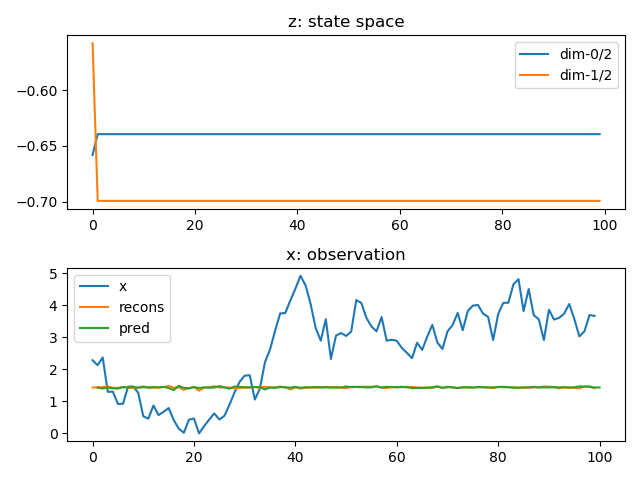 z: state space
dim-0/2
dim-1/2
−0.60
−0.65
−0.70
0 20 40 60 80 100
x: observation
x
recons
pred
5
4
3
2
1
0
0 20 40 60 80 100